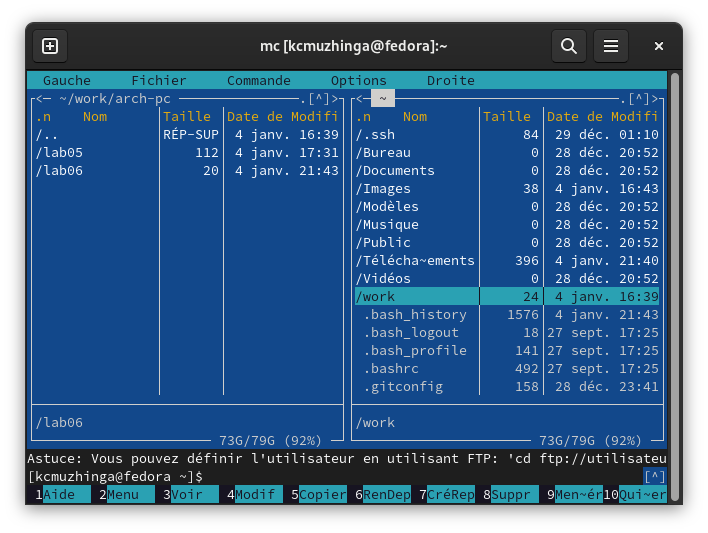 mc [kcmuzhinga@fedora]:~
Gauche Fichier Commande Options Droite
<─ ~/work/arch-pc ─.[^]>
.n Nom Taille Date de Modifi
/.. RÉP-SUP 4 janv. 16:39
/lab05 112 4 janv. 17:31
/lab06 20 4 janv. 21:43
/lab06
73G/79G (92%)
<─ ~ ─.[^]>
.n Nom Taille Date de Modifi
/.ssh 84 29 déc. 01:10
/Bureau 0 28 déc. 20:52
/Documents 0 28 déc. 20:52
/Images 38 4 janv. 16:43
/Modèles 0 28 déc. 20:52
/Musique 0 28 déc. 20:52
/Public 0 28 déc. 20:52
/Télécha~ements 396 4 janv. 21:40
/Vidéos 0 28 déc. 20:52
/work 24 4 janv. 16:39
.bash_history 1576 4 janv. 21:43
.bash_logout 18 27 sept. 17:25
.bash_profile 141 27 sept. 17:25
.bashrc 492 27 sept. 17:25
.gitconfig 158 28 déc. 23:41
/work
73G/79G (92%)
Astuce: Vous pouvez définir l'utilisateur en utilisant FTP: 'cd ftp://utilisateu
[kcmuzhinga@fedora ~]$ [^]
1Aide 2Menu 3Voir 4Modif 5Copier 6RenDep 7CréRep 8Suppr 9Men~ér 10Qui~er